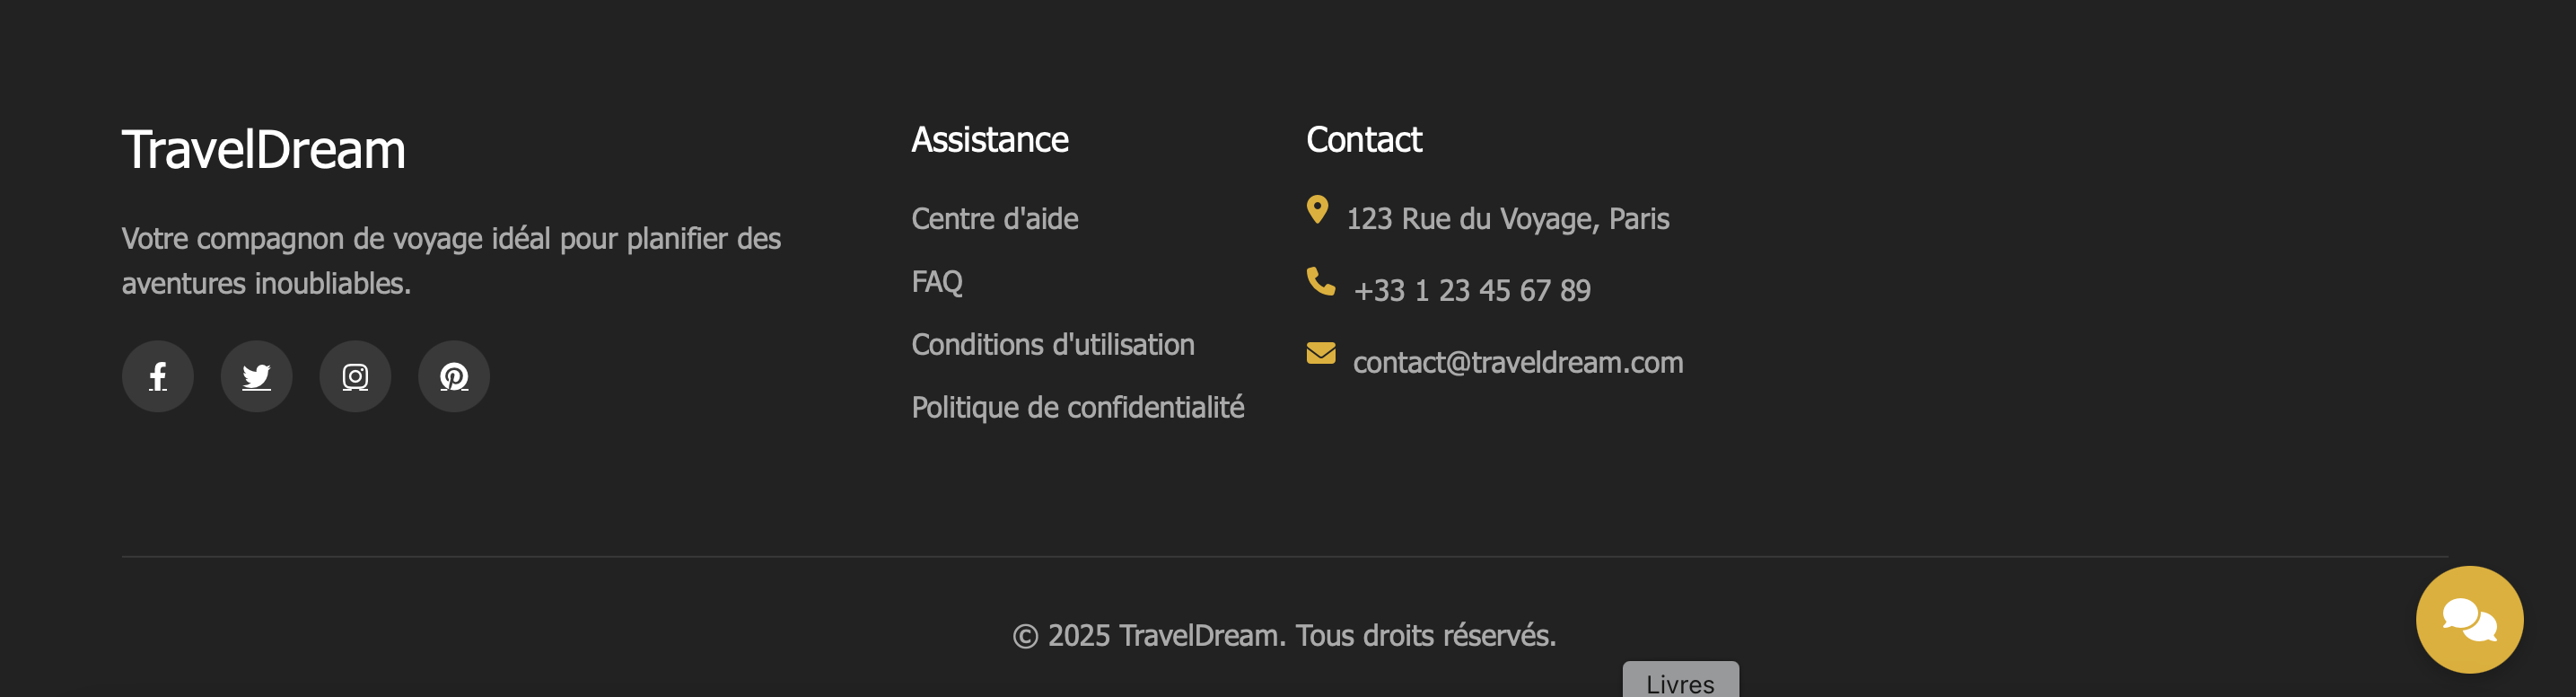 TravelDream
Votre compagnon de voyage idéal pour planifier des
aventures inoubliables.
Assistance
Centre d'aide
FAQ
Conditions d'utilisation
Politique de confidentialité
Contact
123 Rue du Voyage, Paris
+33 1 23 45 67 89
contact@traveldream.com
© 2025 TravelDream. Tous droits réservés.
Livres